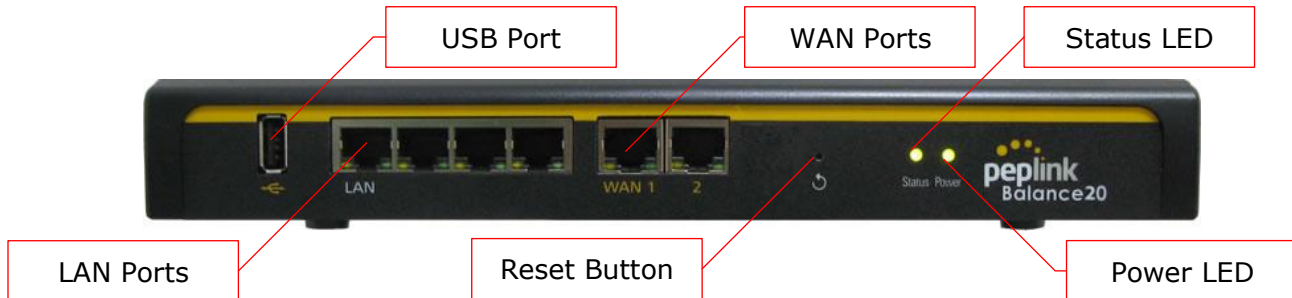 USB Port
WAN Ports
Status LED
LAN
WAN 1
2
Status Power
peplink
Balance20
LAN Ports
Reset Button
Power LED